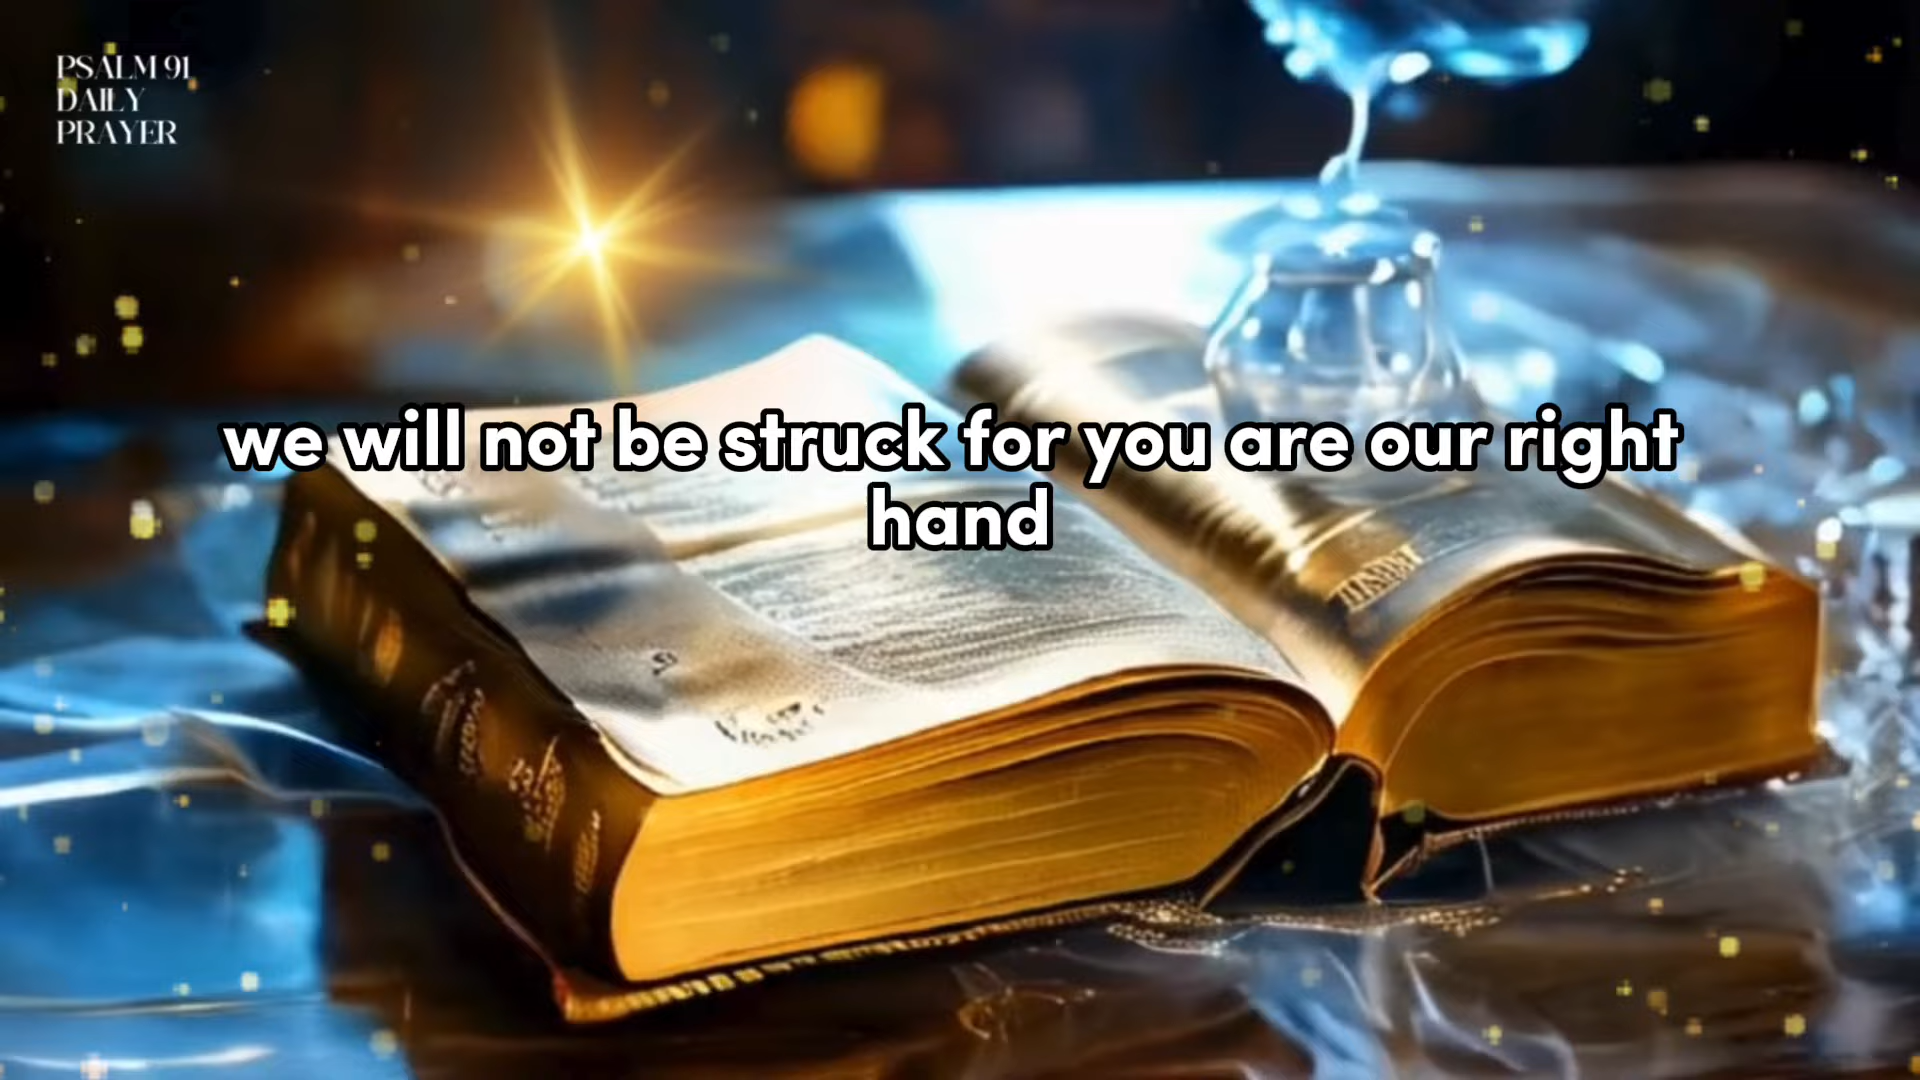 PSALM 91
DAILY
PRAYER
we will not be struck for you are our right
hand